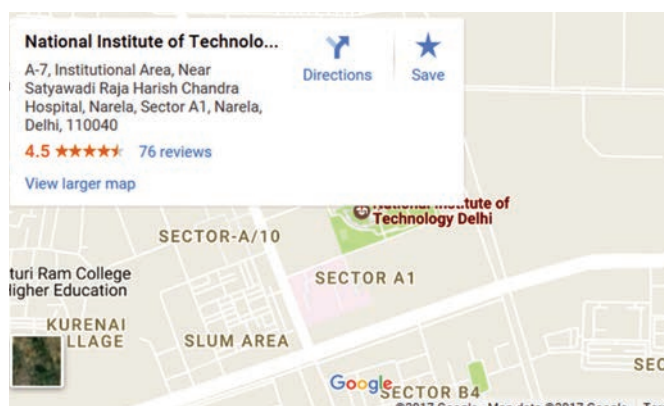 National Institute of Technolo...
A-7, Institutional Area, Near
Satyawadi Raja Harish Chandra
Hospital, Narela, Sector A1, Narela,
Delhi, 110040
4.5 76 reviews
View larger map
Directions
Save
National Institute of
Technology Delhi
SECTOR-A/10
turi Ram College
Higher Education
SECTOR A1
KURENAI
LLAGE
SLUM AREA
SEC
Google
SECTOR B4
©2017 Google